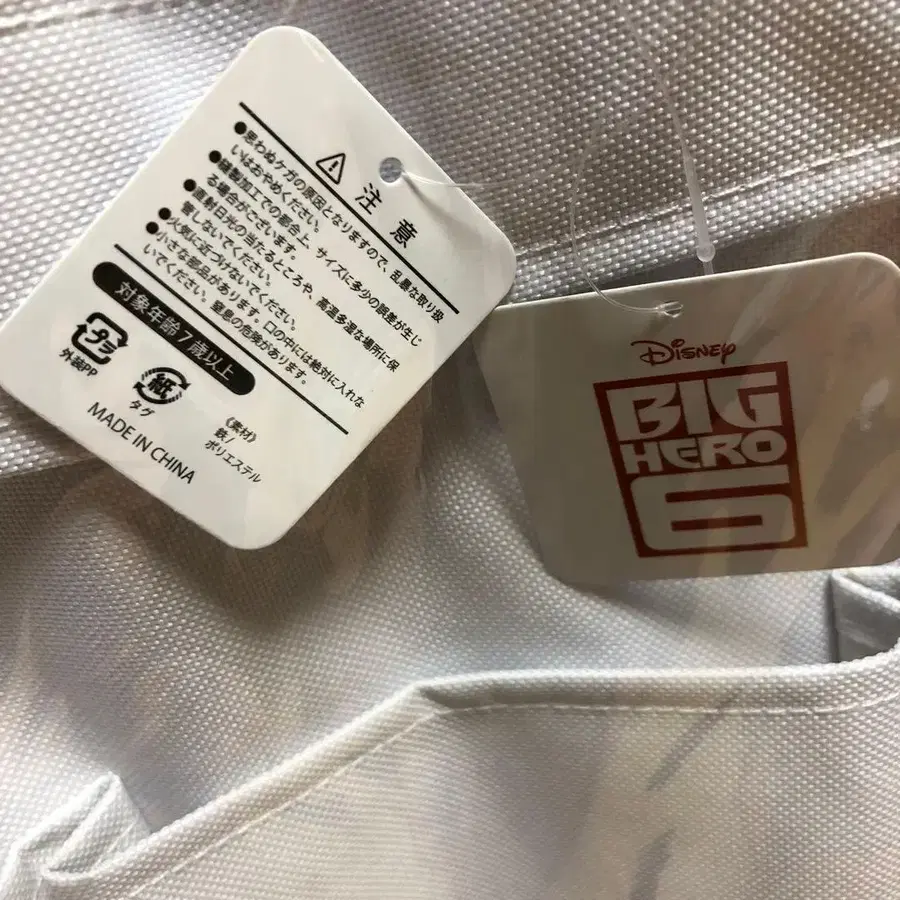 注意
●思わぬケガの原因となりますので、乱暴な取り扱
いはおやめください。
●縫製加工での都合上、サイズに多少の誤差が生じ
る場合がございます。
●直射日光の当たるところや、高温多湿な場所に保
管しないでください。
●火気に近づけないでください。
●小さな部品があります。口の中には絶対に入れな
いでください。窒息の危険があります。
対象年齢7歳以上
プラ
外装PP
紙
タグ
《素材》
鉄/
ポリエステル
MADE IN CHINA
Disney
BIG
HERO
6